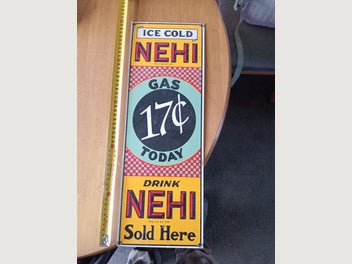 ICE COLD
NEHI
GAS
17¢
TODAY
DRINK
NEHI
Sold Here